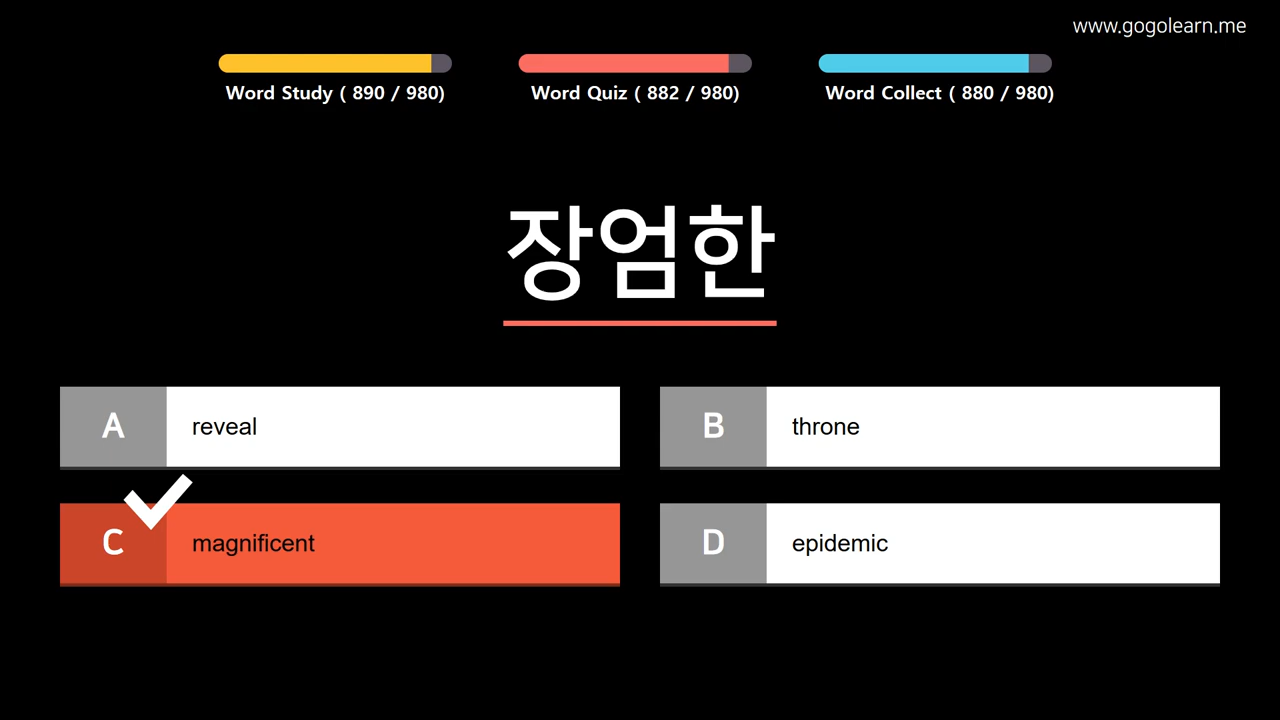 www.gogolearn.me
Word Study ( 890 / 980)
Word Quiz ( 882 / 980)
Word Collect ( 880 / 980)
장엄한
A reveal
B throne
C magnificent
D epidemic